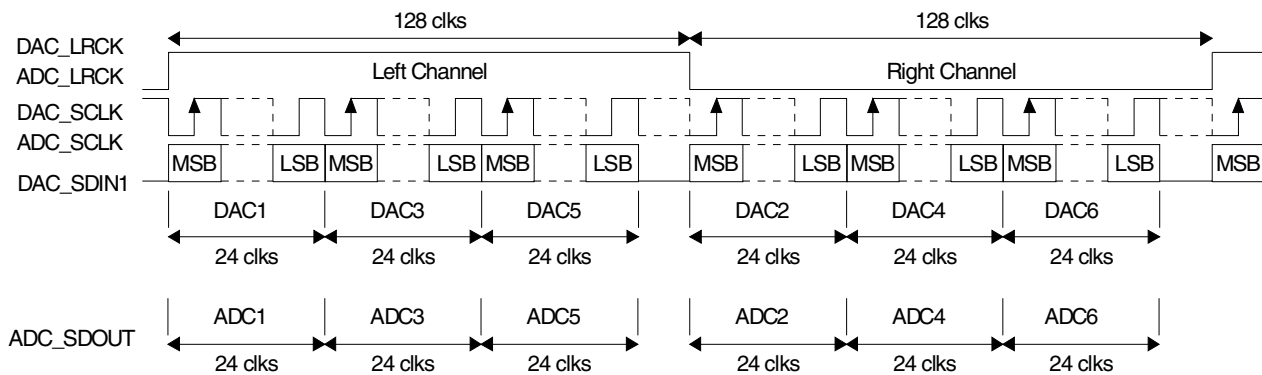 128 clks 128 clks
DAC_LRCK
ADC_LRCK Left Channel Right Channel
DAC_SCLK
ADC_SCLK
MSB LSB MSB LSB MSB LSB MSB LSB MSB LSB MSB LSB MSB
DAC_SDIN1
DAC1 DAC3 DAC5 DAC2 DAC4 DAC6
24 clks 24 clks 24 clks 24 clks 24 clks 24 clks
ADC1 ADC3 ADC5 ADC2 ADC4 ADC6
ADC_SDOUT
24 clks 24 clks 24 clks 24 clks 24 clks 24 clks